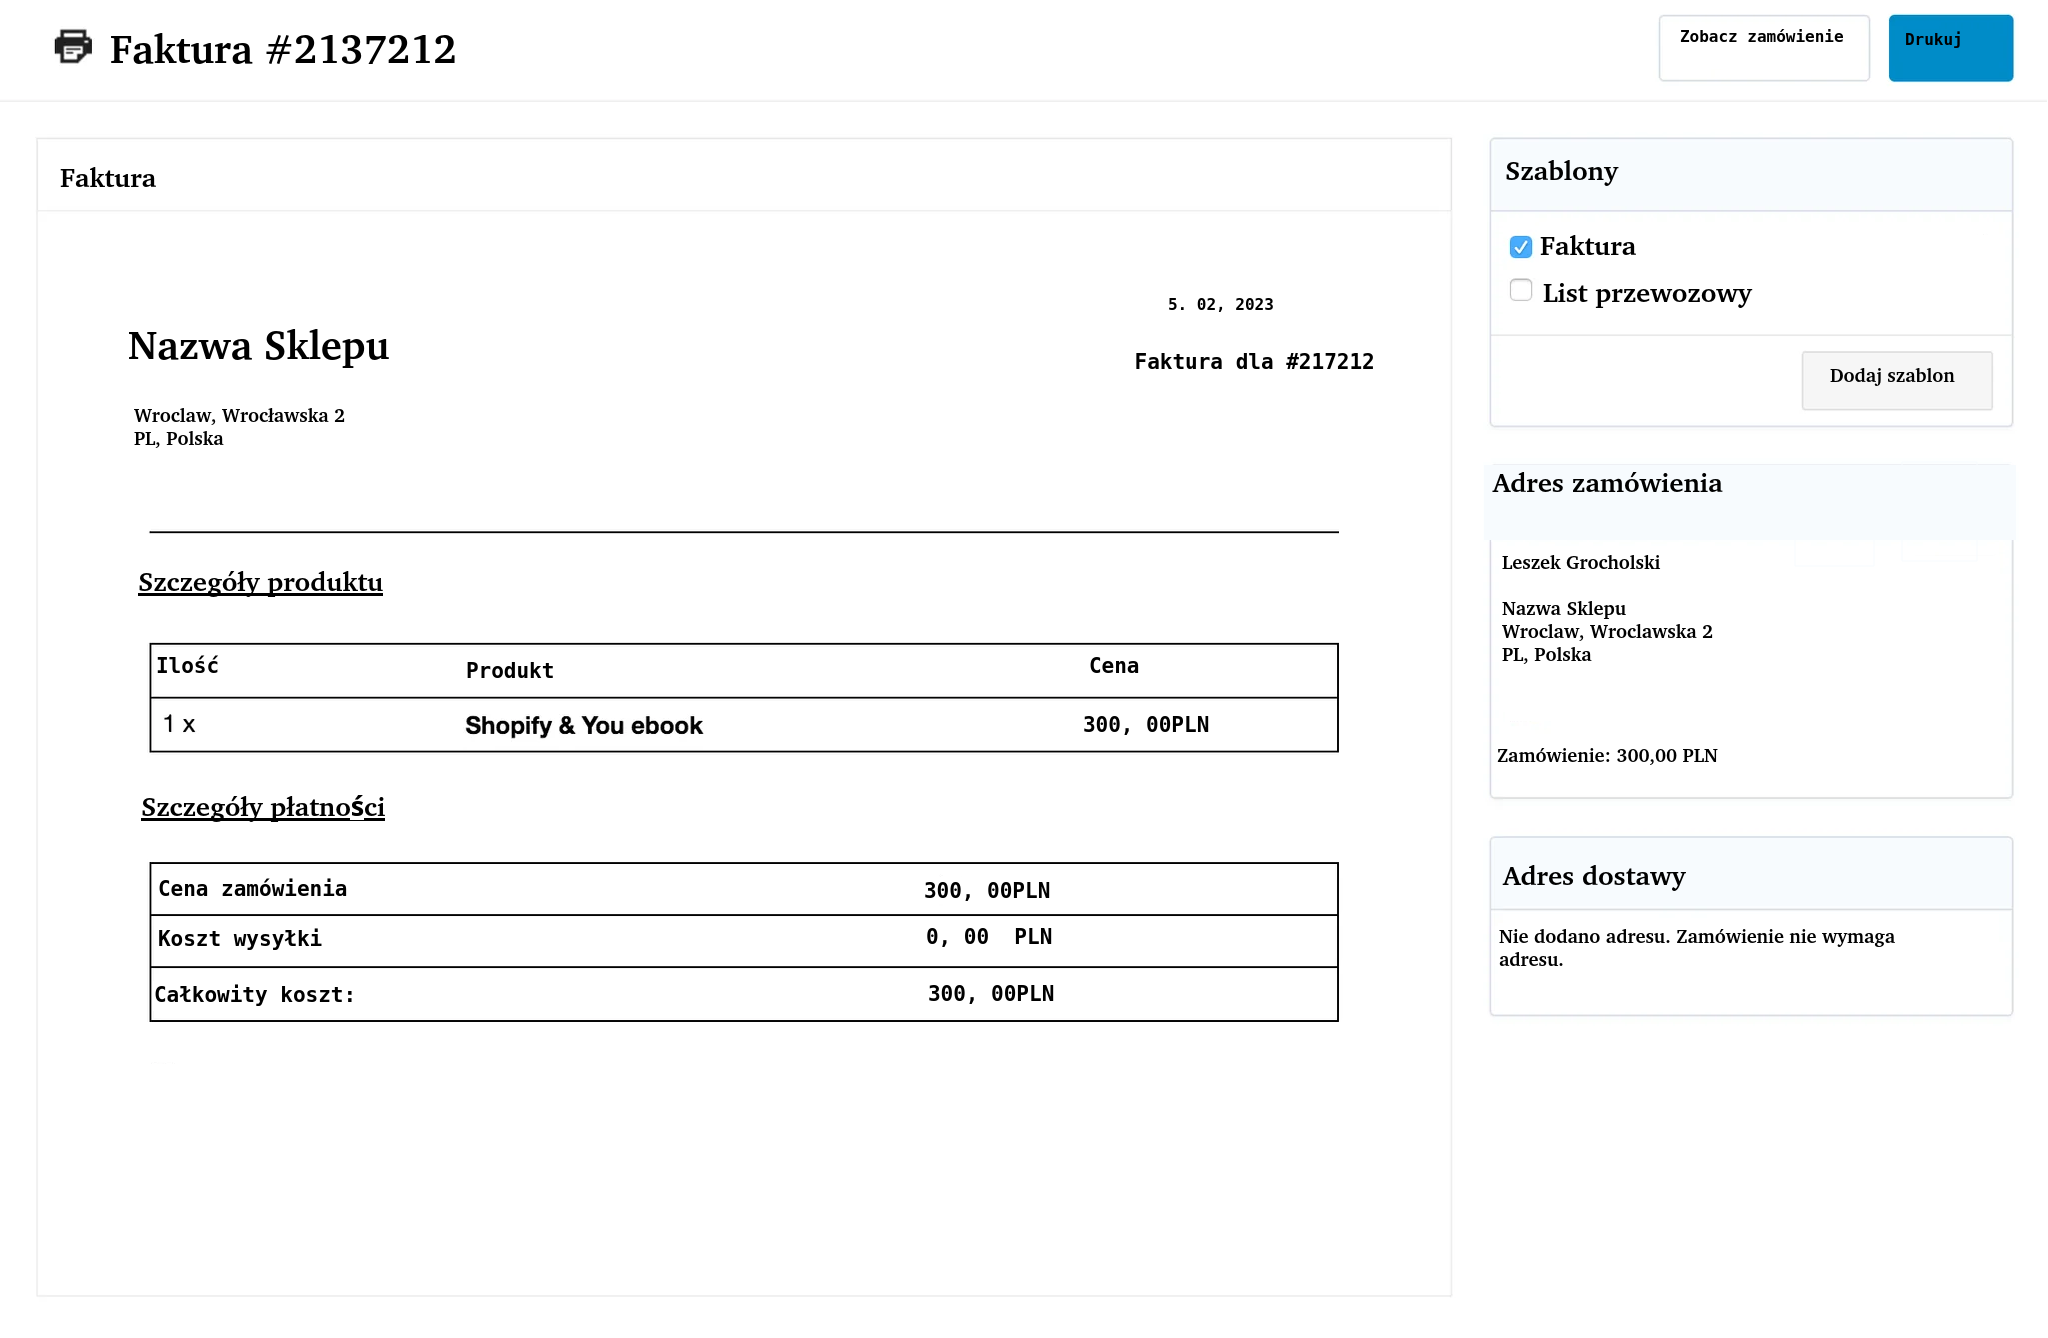 Faktura #2137212
Zobacz zamówienie
Drukuj
Faktura
5. 02, 2023
Nazwa Sklepu
Faktura dla #217212
Wroclaw, Wrocławska 2
PL, Polska
Szczegóły produktu
Ilość Produkt Cena
1 x Shopify & You ebook 300, 00PLN
Szczegóły płatności
Cena zamówienia 300, 00PLN
Koszt wysyłki 0, 00 PLN
Całkowity koszt: 300, 00PLN
Szablony
Faktura
List przewozowy
Dodaj szablon
Adres zamówienia
Leszek Grocholski
Nazwa Sklepu
Wroclaw, Wroclawska 2
PL, Polska
Zamówienie: 300,00 PLN
Adres dostawy
Nie dodano adresu. Zamówienie nie wymaga
adresu.